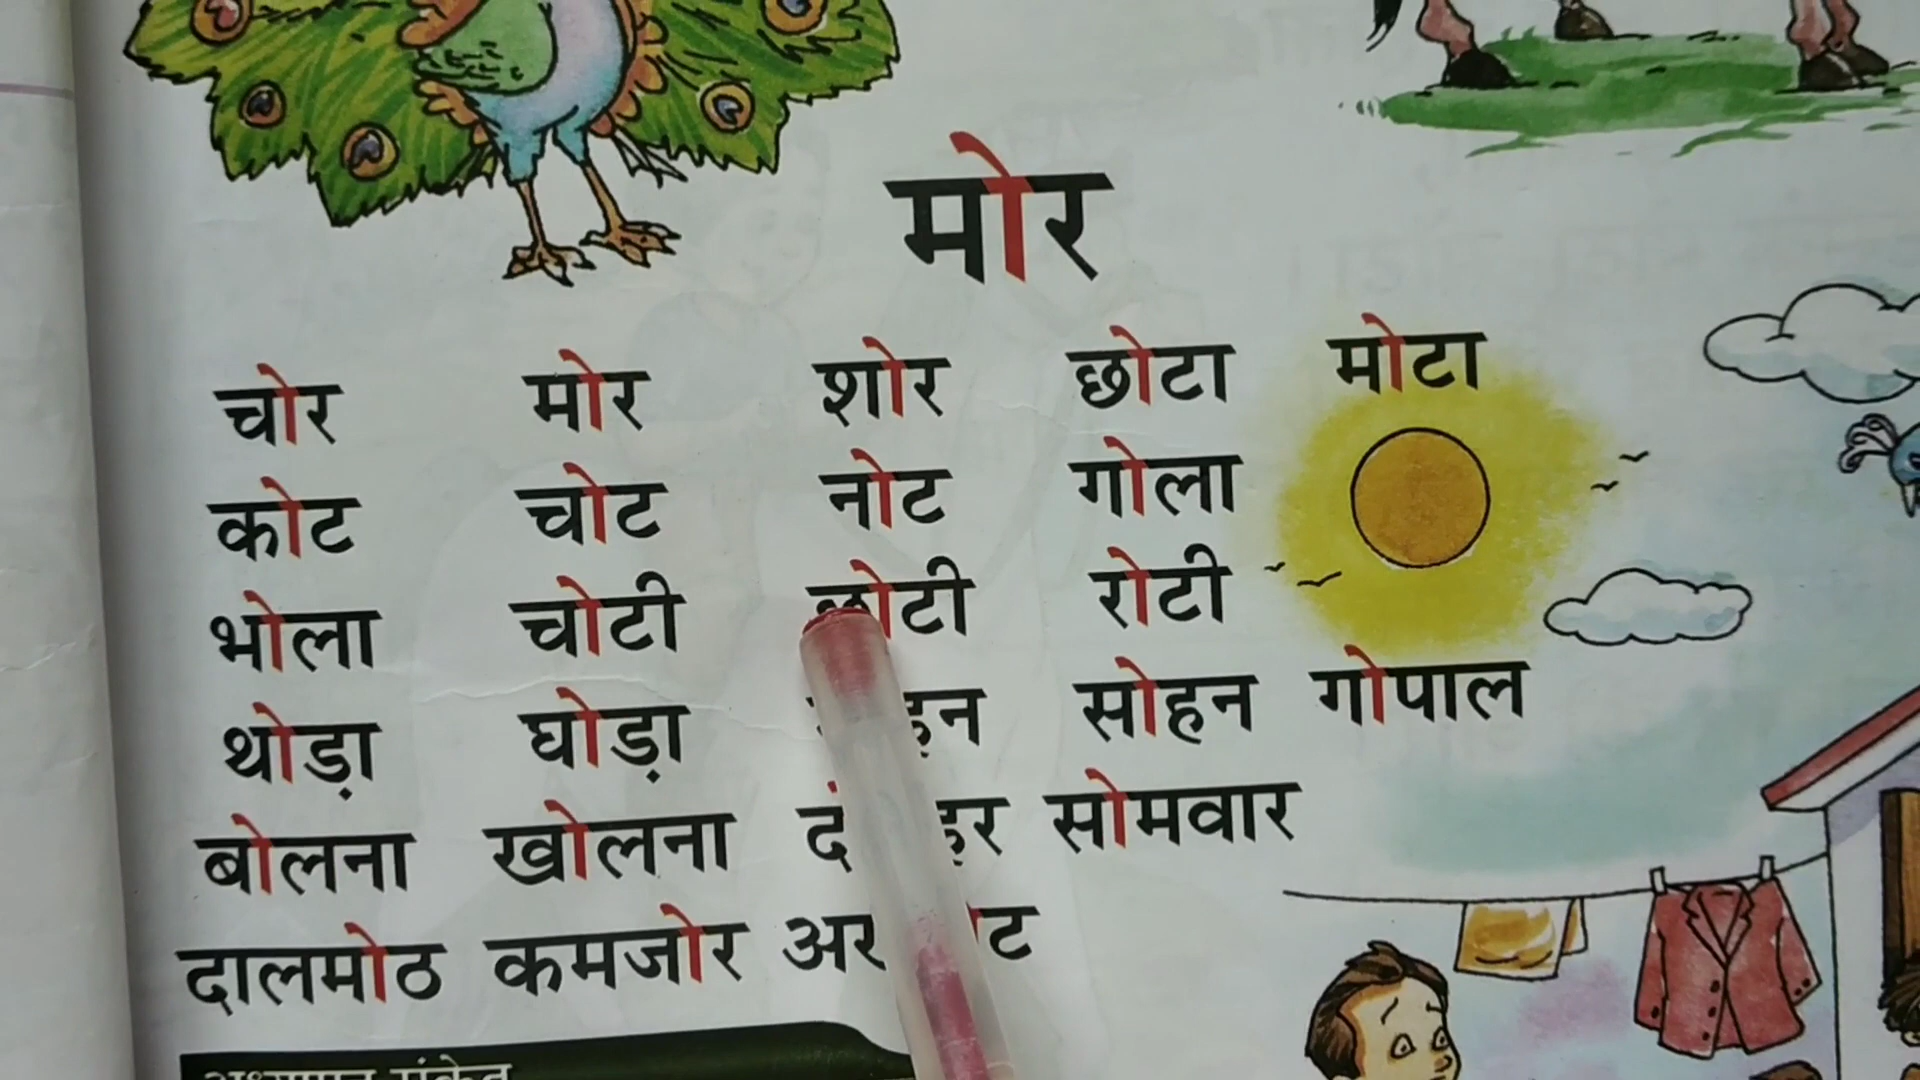 मोर
चोर मोर शोर छोटा मोटा
कोट चोट नोट गोला
भोला चोटी छोटी रोटी
थोड़ा घोड़ा सोहन गोपाल
बोलना खोलना सोमवार
दालमोठ कमजोर